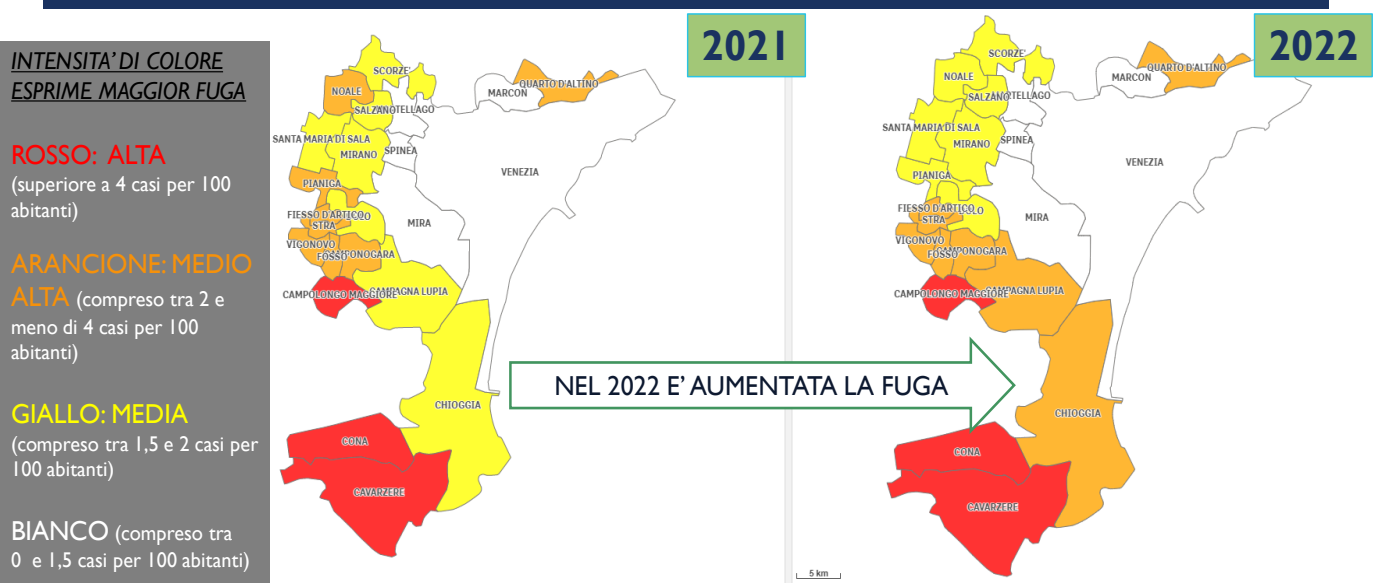 INTENSITA’ DI COLORE
ESPRIME MAGGIOR FUGA
ROSSO: ALTA
(superiore a 4 casi per 100
abitanti)
ARANCIONE: MEDIO
ALTA (compreso tra 2 e
meno di 4 casi per 100
abitanti)
GIALLO: MEDIA
(compreso tra 1,5 e 2 casi per
100 abitanti)
BIANCO (compreso tra
0 e 1,5 casi per 100 abitanti)
2021
SCORZE'
QUARTO D'ALTINO
MARCON
NOALE
SALZANO
SANTA MARIA DI SALA
MIRANO
SPINEA
VENEZIA
PIANIGA
FIESSO D'ARTICO
STRA
MIRA
VIGONOVO
FOSSO
CAMPONOGARA
CAMPOLONGO MAGGIORE
CAMPAGNA LUPIA
CHIOGGIA
CONA
CAVARZERE
NEL 2022 E’ AUMENTATA LA FUGA
2022
SCORZE'
QUARTO D'ALTINO
MARCON
NOALE
SALZANO
SANTA MARIA DI SALA
MIRANO
SPINEA
VENEZIA
PIANIGA
FIESSO D'ARTICO
STRA
MIRA
VIGONOVO
FOSSO
CAMPONOGARA
CAMPOLONGO MAGGIORE
CAMPAGNA LUPIA
CHIOGGIA
CONA
CAVARZERE
5 km